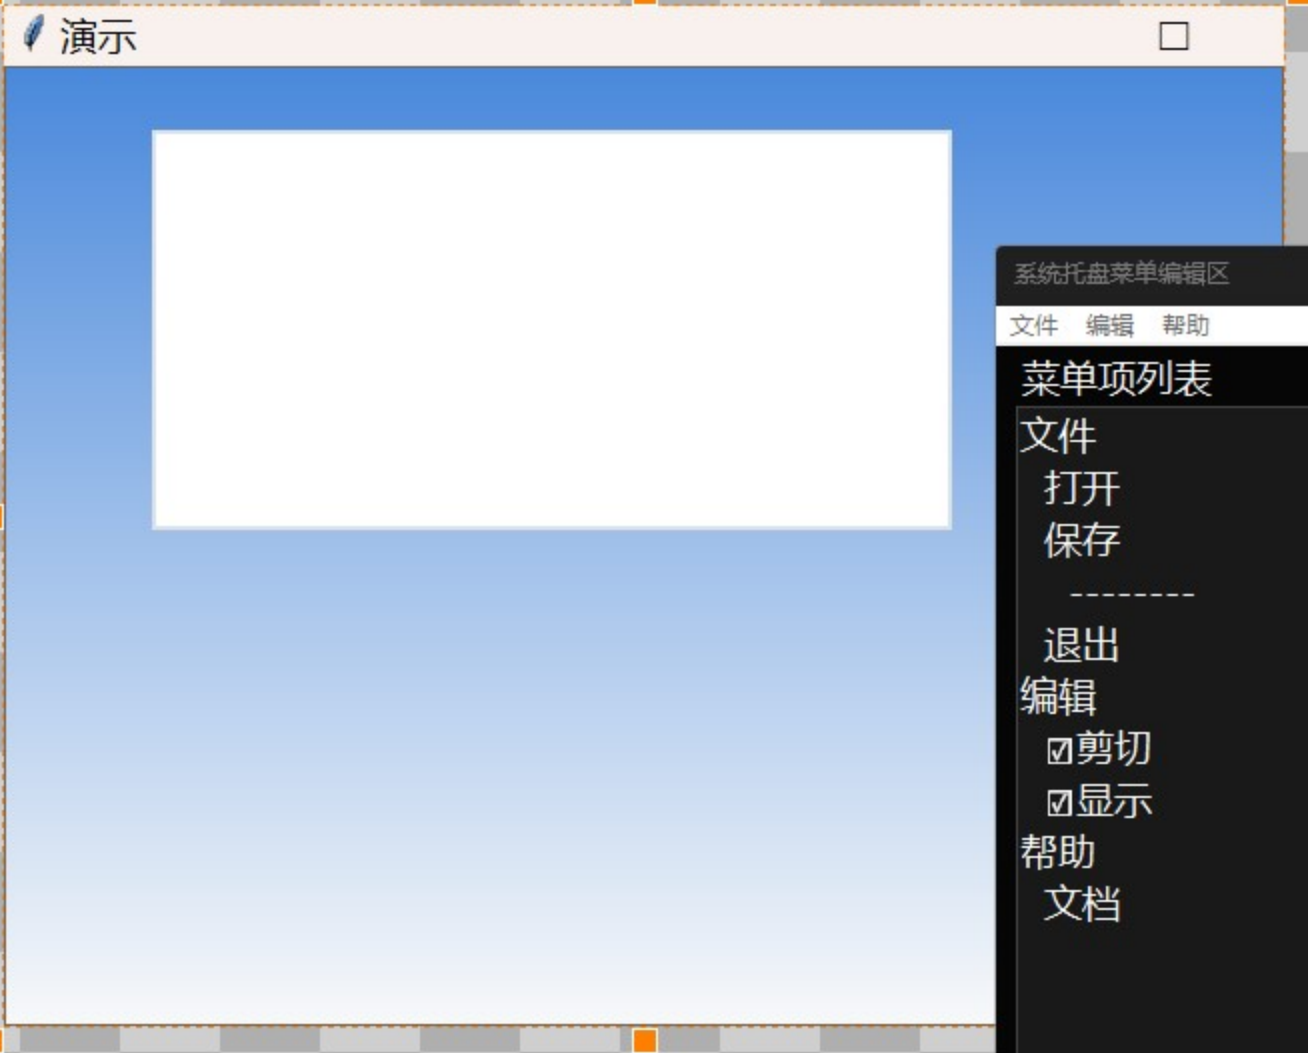 演示
系统托盘菜单编辑区
文件 编辑 帮助
菜单项列表
文件
打开
保存
--------
退出
编辑
☑剪切
☑显示
帮助
文档